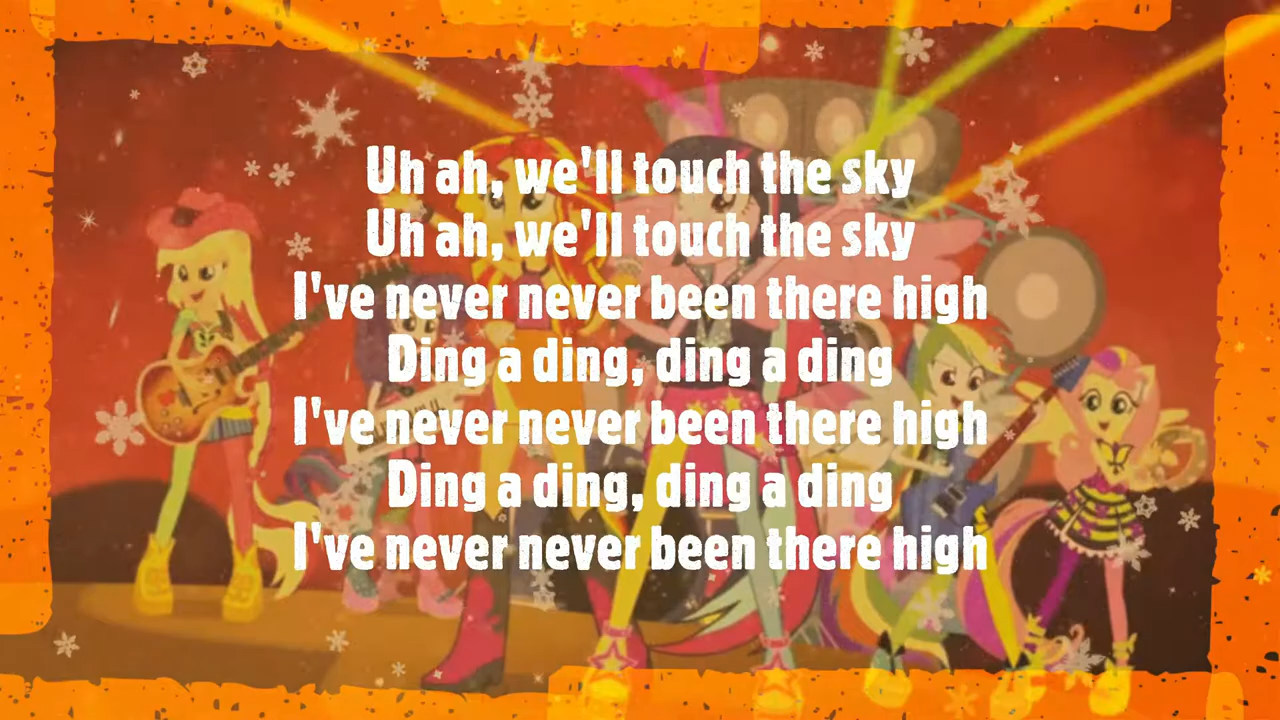 Uh ah, we'll touch the sky
Uh ah, we'll touch the sky
I've never never been there high
Ding a ding, ding a ding
I've never never been there high
Ding a ding, ding a ding
I've never never been there high